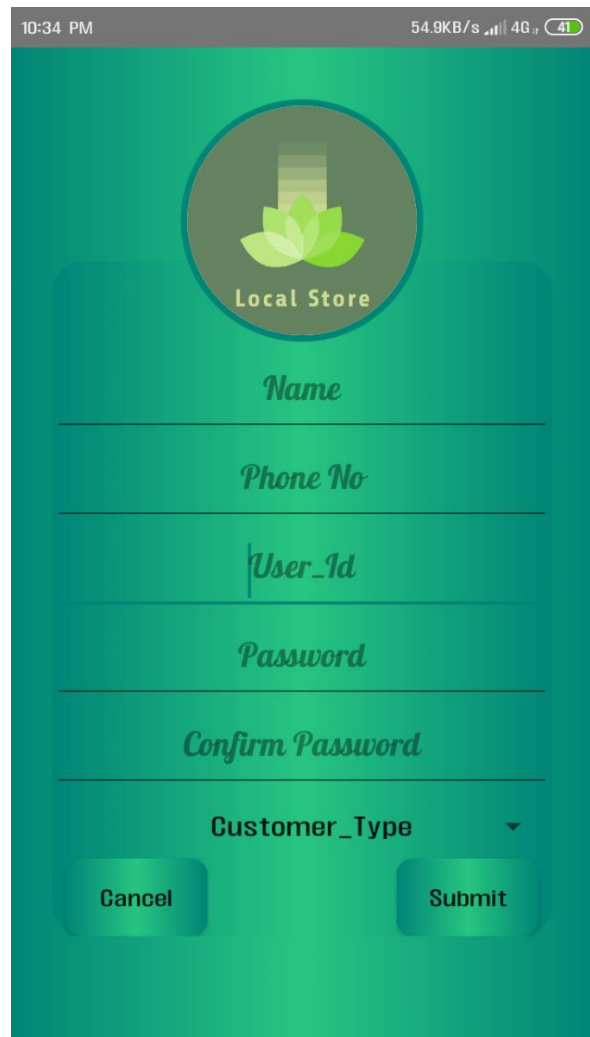 10:34 PM 54.9KB/s 4G 41
Local Store
Name
Phone No
User_Id
Password
Confirm Password
Customer_Type
Cancel Submit